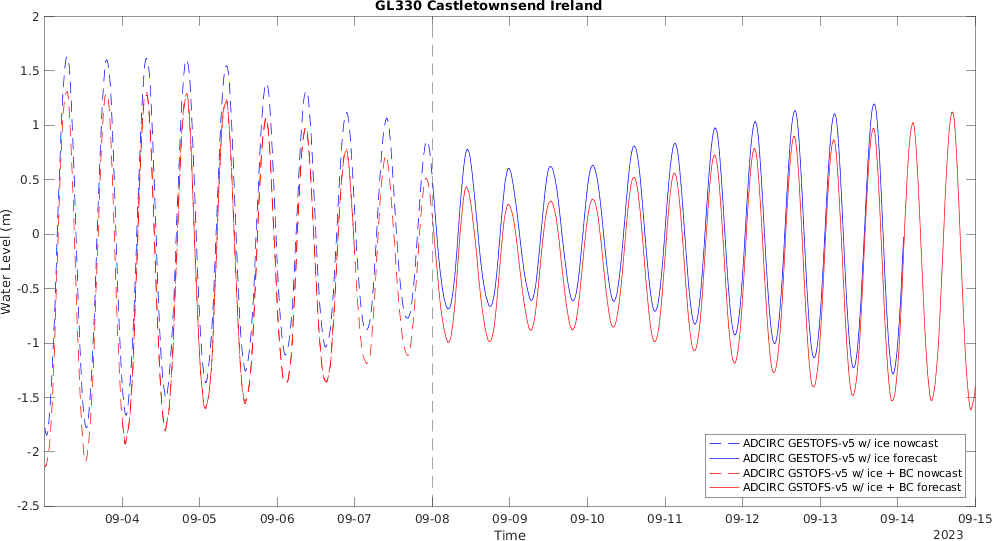 GL330 Castletownsend Ireland
2
1.5
1
0.5
0
-0.5
-1
-1.5
-2
-2.5
Water Level (m)
ADCIRC GESTOFS-v5 w/ ice nowcast
ADCIRC GESTOFS-v5 w/ ice forecast
ADCIRC GSTOFS-v5 w/ ice + BC nowcast
ADCIRC GSTOFS-v5 w/ ice + BC forecast
09-04 09-05 09-06 09-07 09-08 09-09 09-10 09-11 09-12 09-13 09-14 09-15
Time
2023